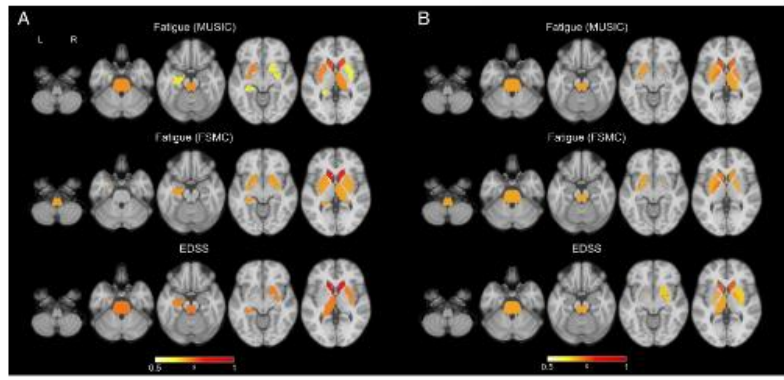 A
Fatigue (MUSIC)
L R
Fatigue (FSMC)
EDSS
0.5 1
B
Fatigue (MUSIC)
Fatigue (FSMC)
EDSS
0.5 1